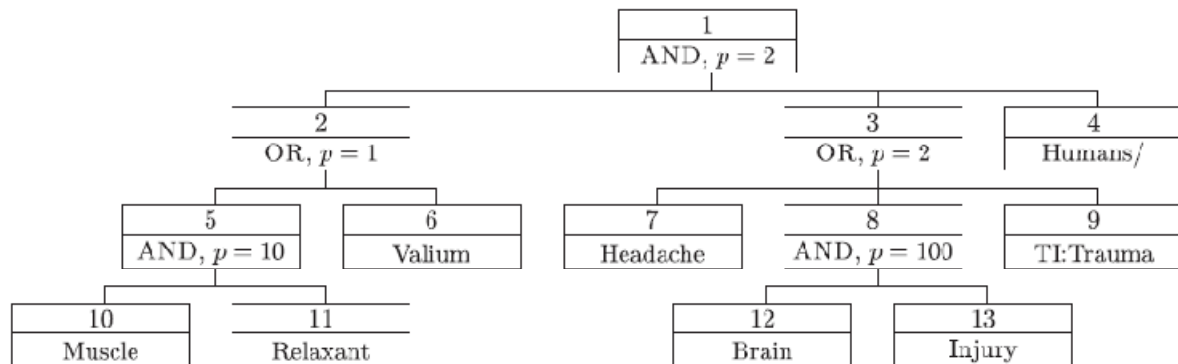 1
AND, p = 2
2 3 4
OR, p = 1 OR, p = 2 Humans/
5 6 7 8 9
AND, p = 10 Valium Headache AND, p = 100 TI:Trauma
10 11 12 13
Muscle Relaxant Brain Injury